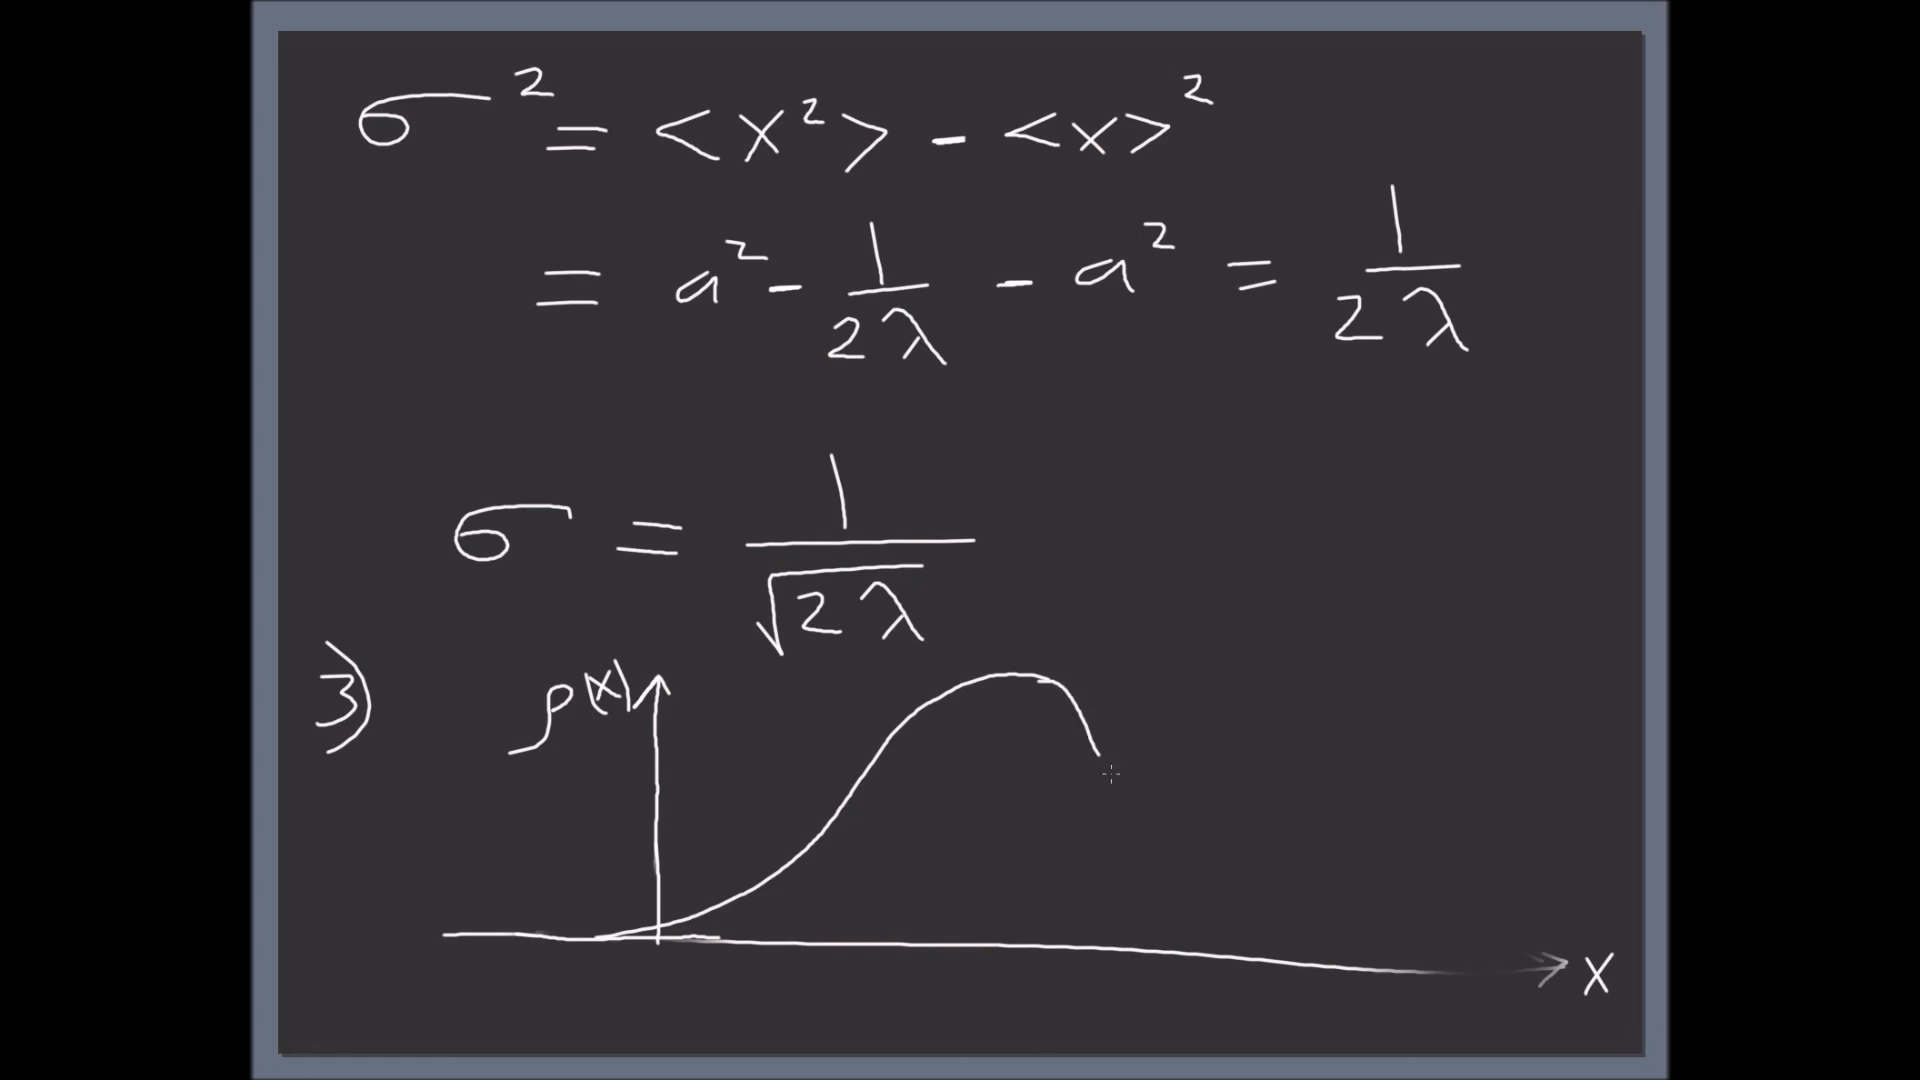 σ² = <x²> - <x>²
= a² - 1/2λ - a² = 1/2λ
σ = 1/√2λ
3)
ρ(x)
x